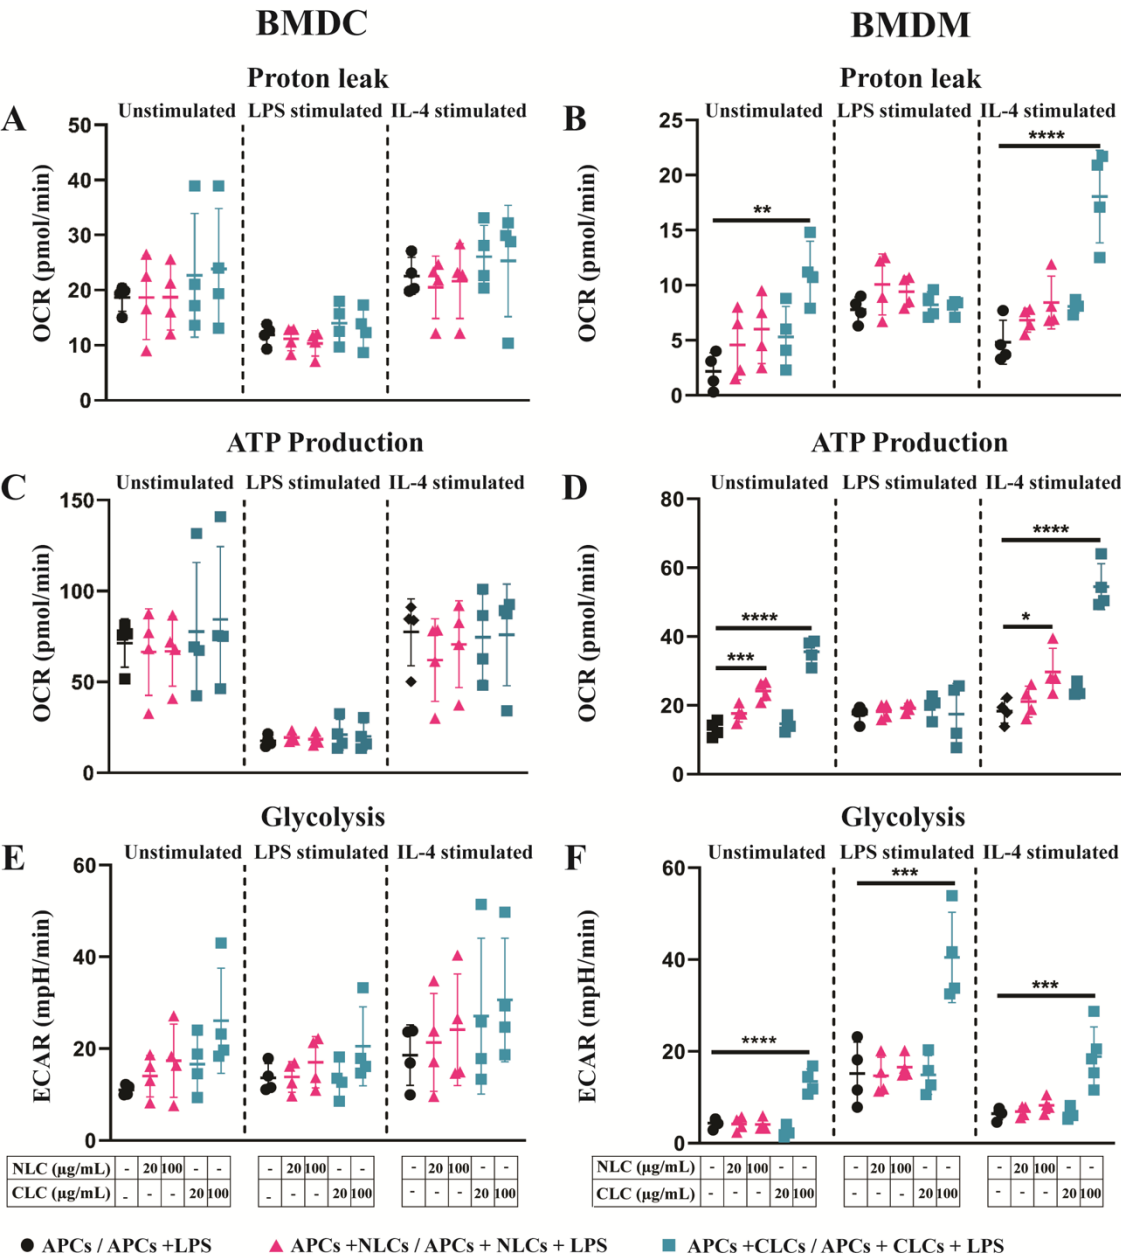 BMDC
BMDM
Proton leak
Proton leak
A
Unstimulated
LPS stimulated
IL-4 stimulated
B
Unstimulated
LPS stimulated
IL-4 stimulated
OCR (pmol/min)
50
40
30
20
10
0
OCR (pmol/min)
25
20
15
10
5
0
**
****
ATP Production
ATP Production
C
Unstimulated
LPS stimulated
IL-4 stimulated
D
Unstimulated
LPS stimulated
IL-4 stimulated
OCR (pmol/min)
150
100
50
0
OCR (pmol/min)
80
60
40
20
0
****
***
****
*
Glycolysis
Glycolysis
E
Unstimulated
LPS stimulated
IL-4 stimulated
F
Unstimulated
LPS stimulated
IL-4 stimulated
ECAR (mpH/min)
60
40
20
0
ECAR (mpH/min)
60
40
20
0
****
***
***
NLC (µg/mL) - 20 100 - - - 20 100 - - - 20 100 - -
CLC (µg/mL) - - - 20 100 - - - 20 100 - - - 20 100
NLC (µg/mL) - 20 100 - - - 20 100 - - - 20 100 - -
CLC (µg/mL) - - - 20 100 - - - 20 100 - - - 20 100
APCs / APCs +LPS
APCs +NLCs / APCs + NLCs + LPS
APCs +CLCs / APCs + CLCs + LPS